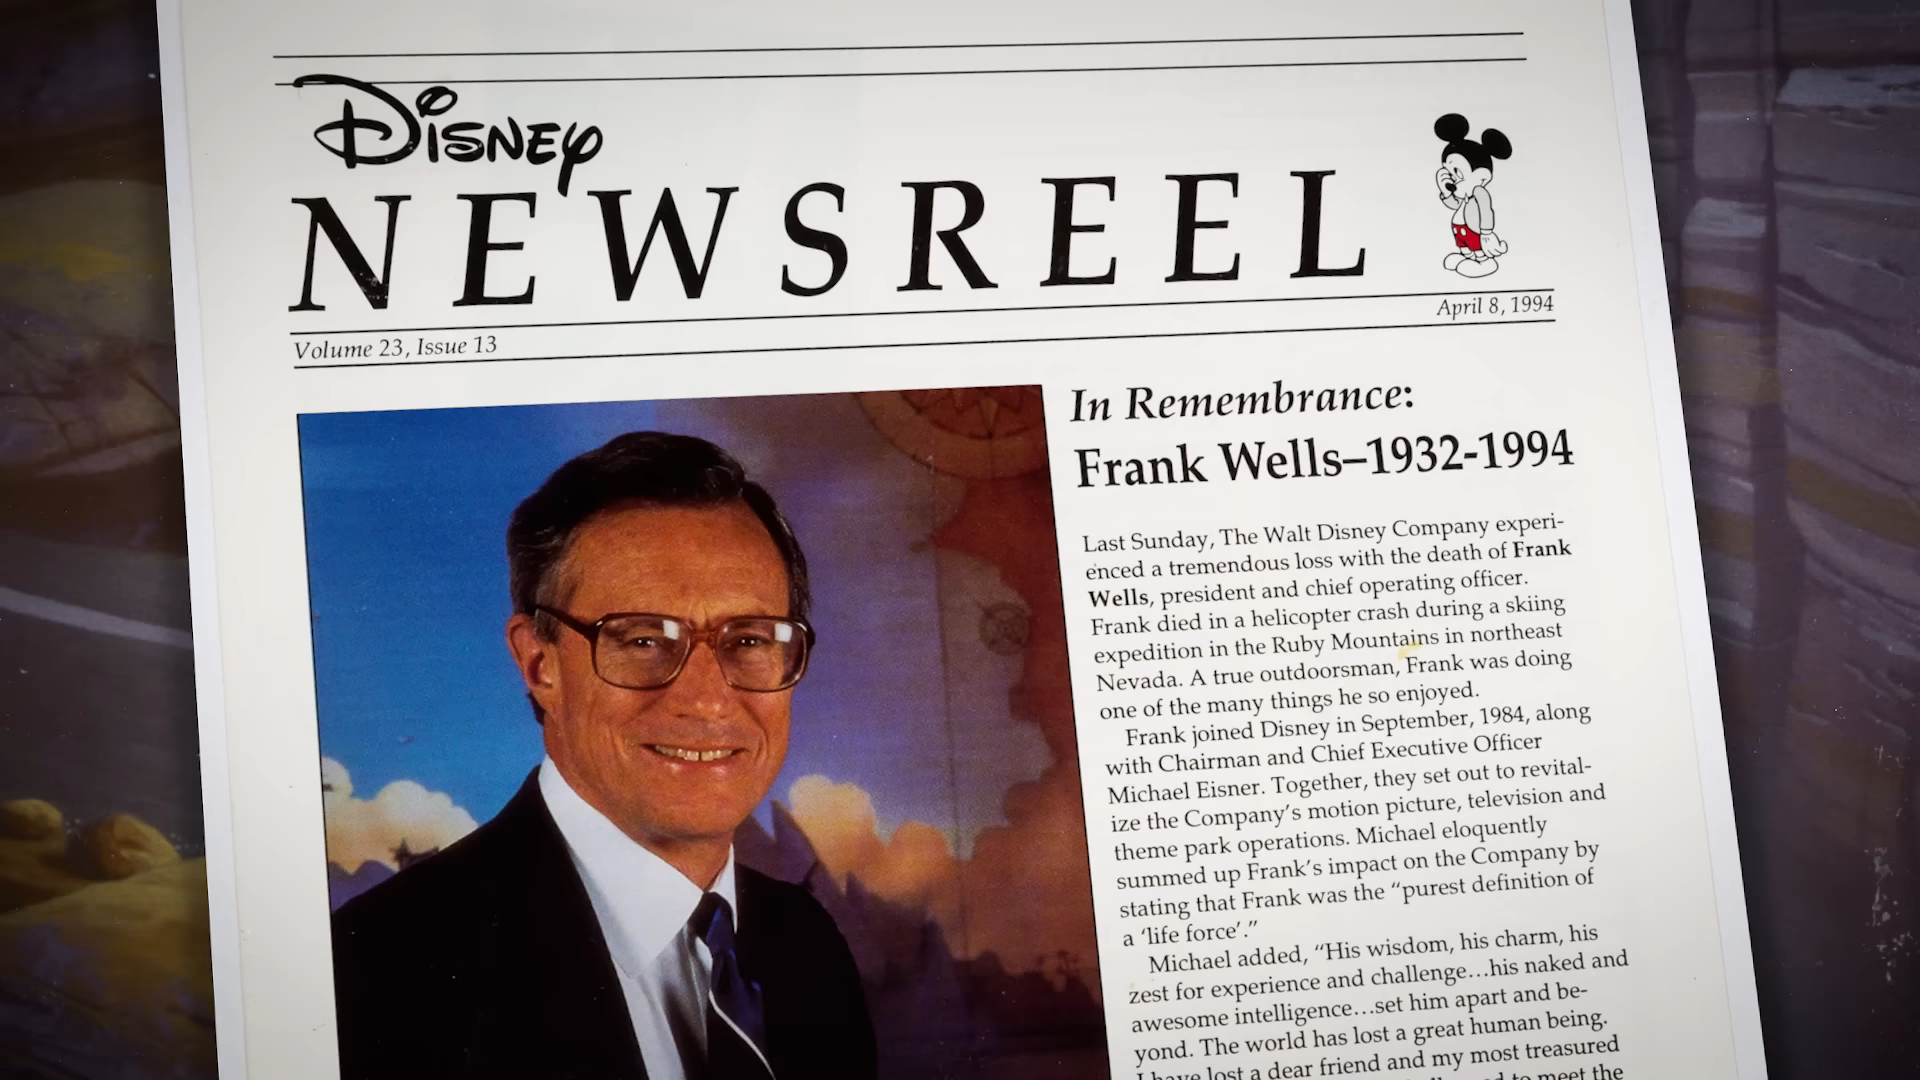 Disney
NEWSREEL
Volume 23, Issue 13
April 8, 1994
In Remembrance:
Frank Wells–1932-1994
Last Sunday, The Walt Disney Company experi-
enced a tremendous loss with the death of Frank
Wells, president and chief operating officer.
Frank died in a helicopter crash during a skiing
expedition in the Ruby Mountains in northeast
Nevada. A true outdoorsman, Frank was doing
one of the many things he so enjoyed.
Frank joined Disney in September, 1984, along
with Chairman and Chief Executive Officer
Michael Eisner. Together, they set out to revital-
ize the Company's motion picture, television and
theme park operations. Michael eloquently
summed up Frank's impact on the Company by
stating that Frank was the "purest definition of
a 'life force'."
Michael added, "His wisdom, his charm, his
zest for experience and challenge...his naked and
awesome intelligence...set him apart and be-
yond. The world has lost a great human being.
I have lost a dear friend and my most treasured
to meet the